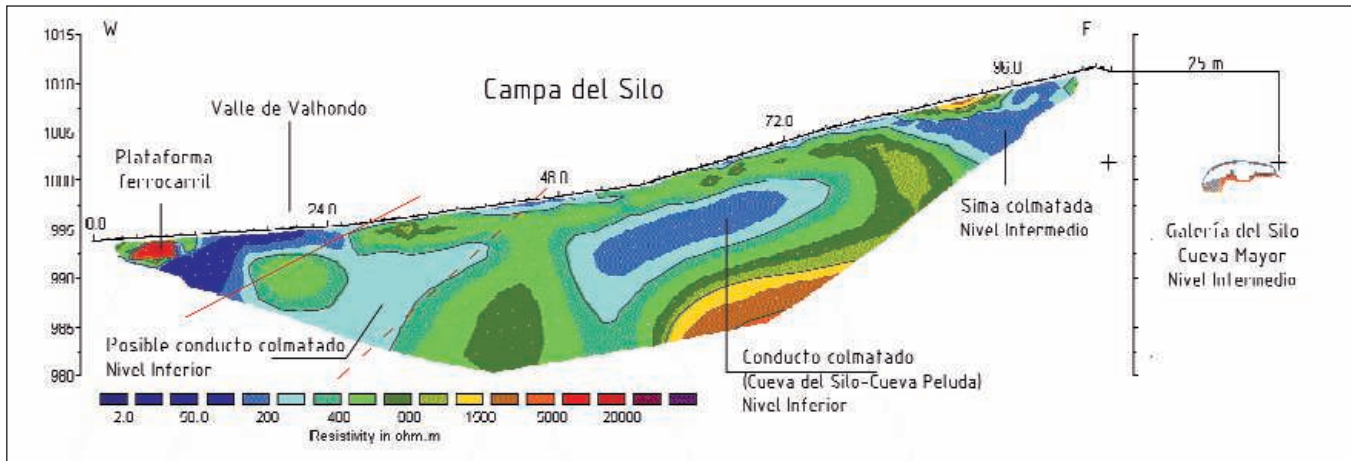 W
F
1015
1010
1005
1000
995
990
985
980
Campa del Silo
Valle de Valhondo
Plataforma
ferrocarril
0.0
24.0
48.0
72.0
96.0
25 m
Sima colmatada
Nivel Intermedio
Galería del Silo
Cueva Mayor
Nivel Intermedio
Posible conducto colmatado
Nivel Inferior
Conducto colmatado
(Cueva del Silo-Cueva Peluda)
Nivel Inferior
2.0
50.0
200
400
1500
5000
20000
Resistivity in ohm.m